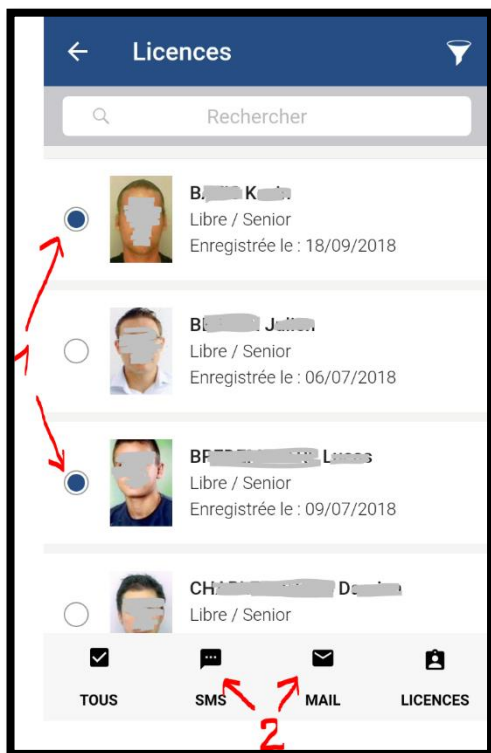 Licences
Rechercher
Libre / Senior
Enregistrée le : 18/09/2018
Libre / Senior
Enregistrée le : 06/07/2018
Libre / Senior
Enregistrée le : 09/07/2018
Libre / Senior
1
TOUS SMS MAIL LICENCES
2